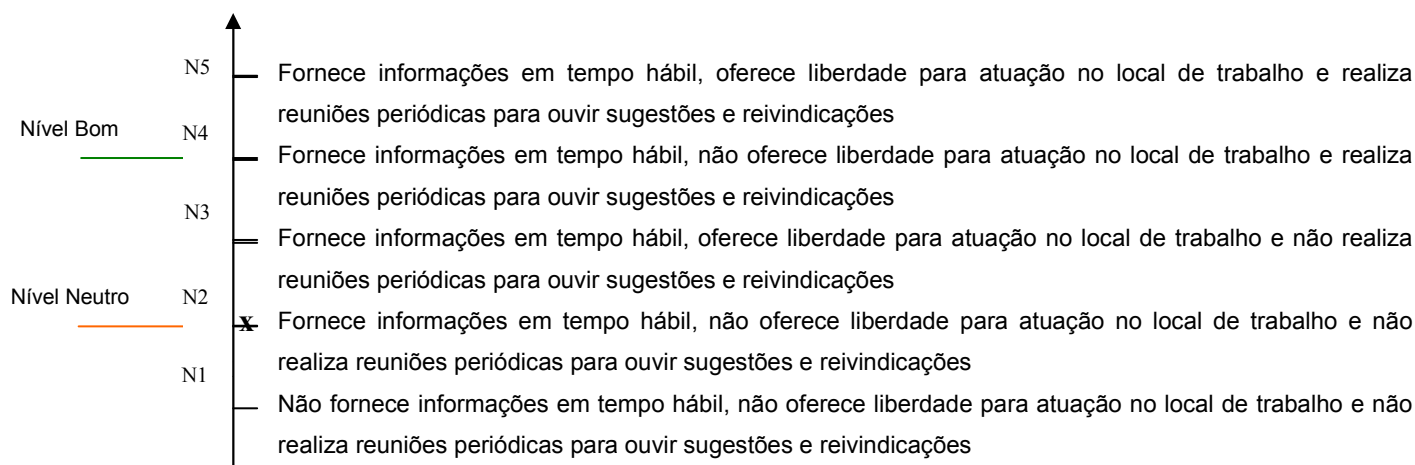 N5
Fornece informações em tempo hábil, oferece liberdade para atuação no local de trabalho e realiza
reuniões periódicas para ouvir sugestões e reivindicações
Nível Bom
N4
Fornece informações em tempo hábil, não oferece liberdade para atuação no local de trabalho e realiza
reuniões periódicas para ouvir sugestões e reivindicações
N3
Fornece informações em tempo hábil, oferece liberdade para atuação no local de trabalho e não realiza
reuniões periódicas para ouvir sugestões e reivindicações
Nível Neutro
N2
X
Fornece informações em tempo hábil, não oferece liberdade para atuação no local de trabalho e não
realiza reuniões periódicas para ouvir sugestões e reivindicações
N1
Não fornece informações em tempo hábil, não oferece liberdade para atuação no local de trabalho e não
realiza reuniões periódicas para ouvir sugestões e reivindicações